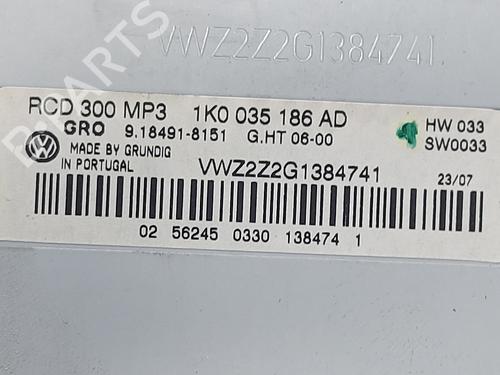 VWZ2Z2G1384741.
B-PARTS
RCD 300 MP3 1K0 035 186 AD
HW 033
GRO 9.18491-8151 G.HT 06-00
SW0033
MADE BY GRUNDIG
IN PORTUGAL
VWZ2Z2G1384741
23/07
02 56245 0330 138474 1